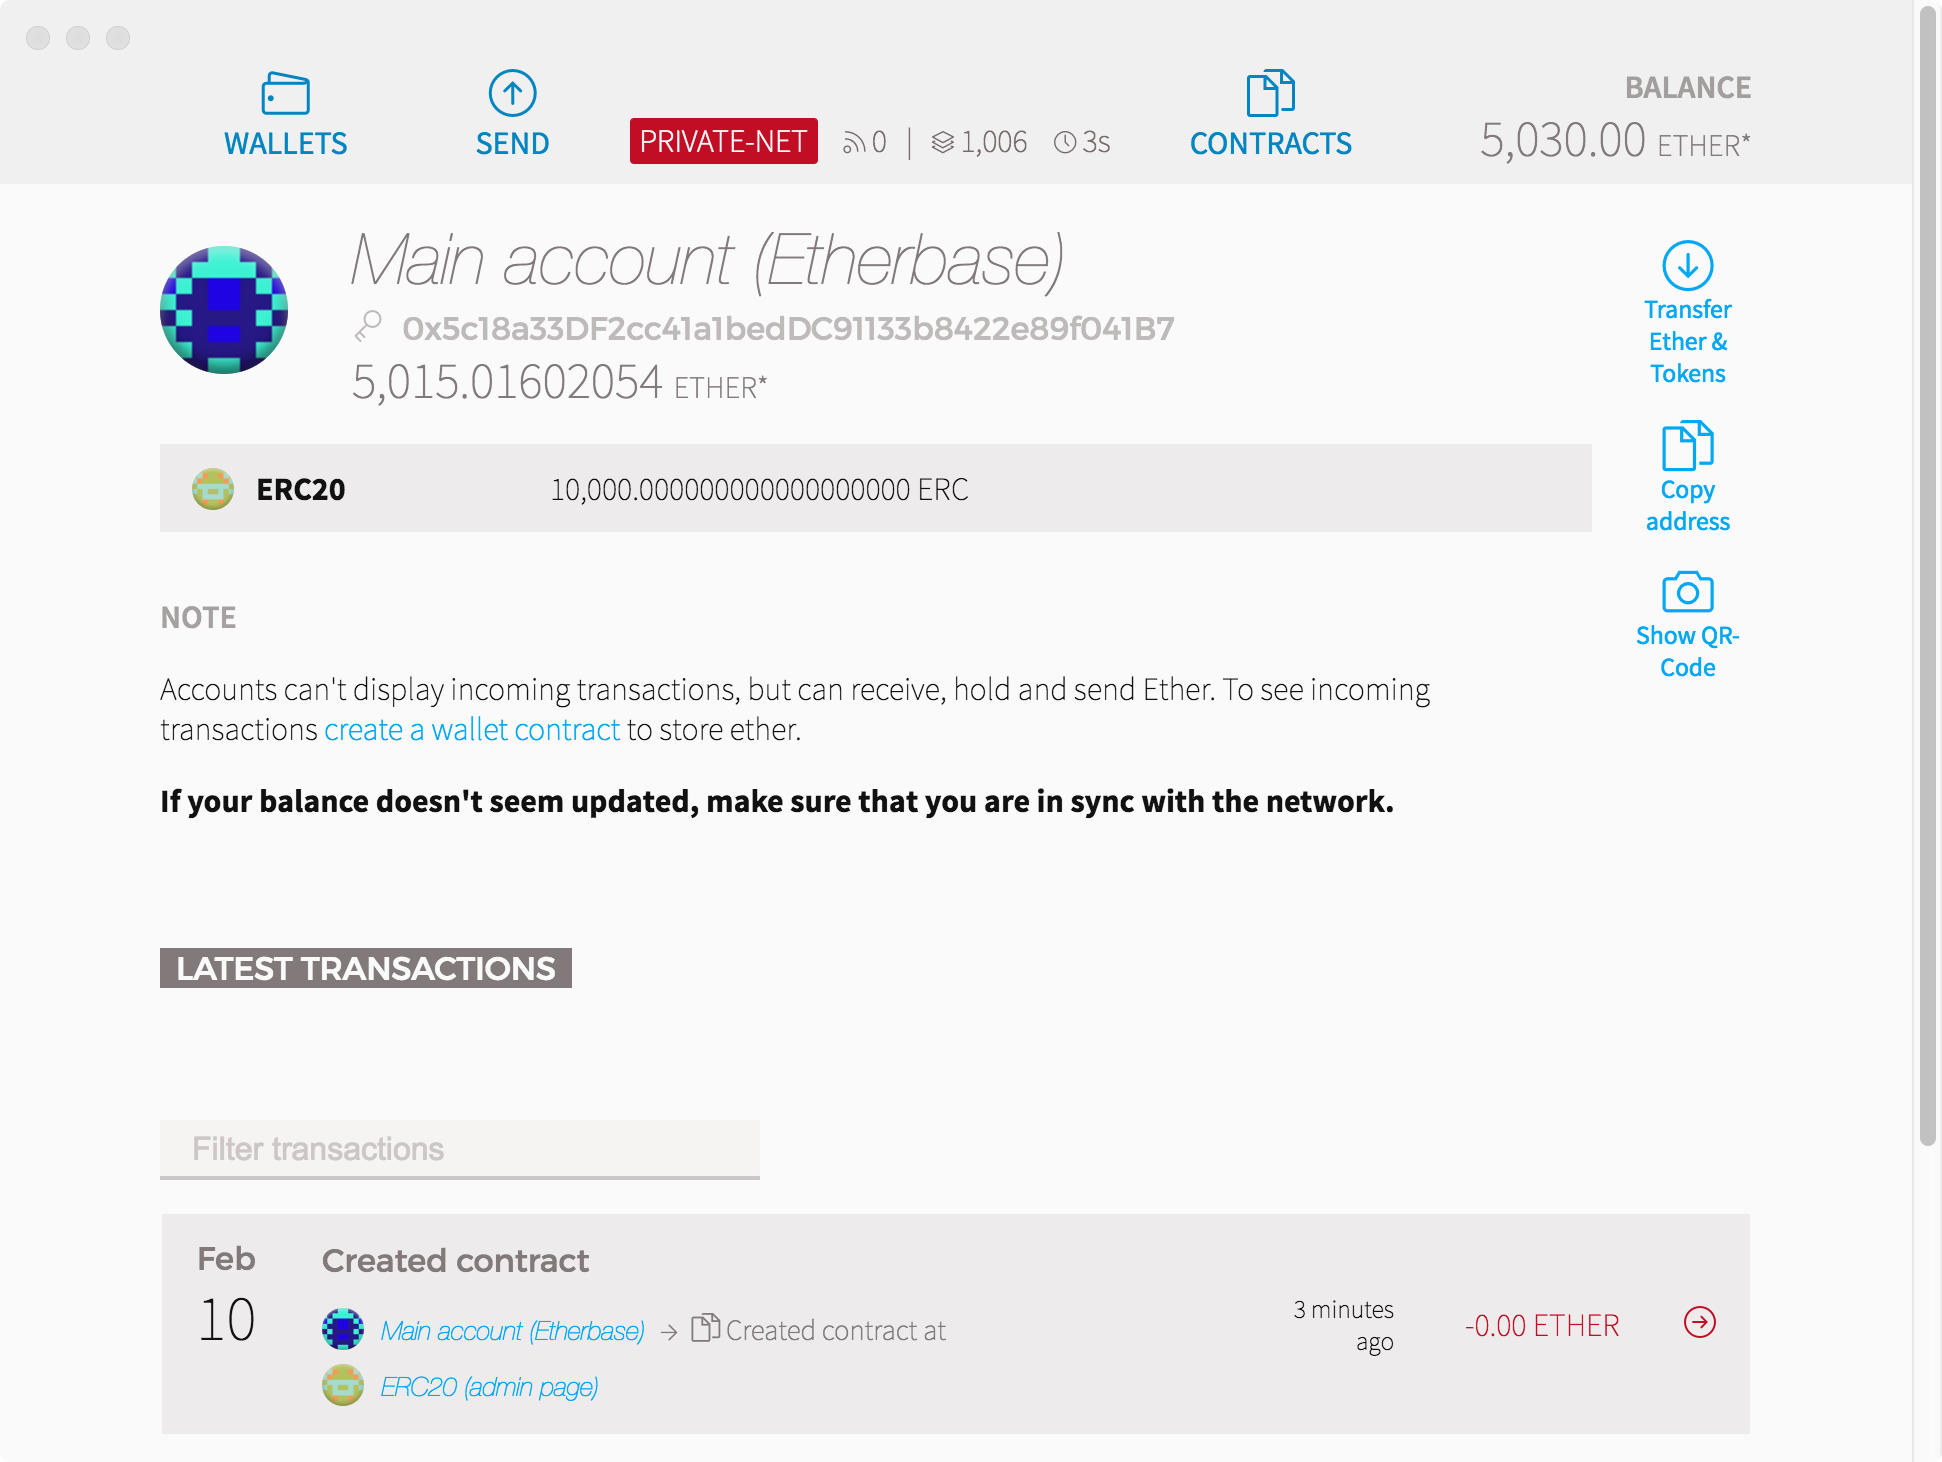 WALLETS
SEND
PRIVATE-NET
0 | 1,006 3s
CONTRACTS
BALANCE
5,030.00 ETHER*
Main account (Etherbase)
0x5c18a33DF2cc41a1bedDC91133b8422e89f041B7
5,015.01602054 ETHER*
Transfer
Ether &
Tokens
Copy
address
Show QR-
Code
ERC20 10,000.000000000000000000 ERC
NOTE
Accounts can't display incoming transactions, but can receive, hold and send Ether. To see incoming
transactions create a wallet contract to store ether.
If your balance doesn't seem updated, make sure that you are in sync with the network.
LATEST TRANSACTIONS
Filter transactions
Feb
10
Created contract
Main account (Etherbase) → Created contract at
ERC20 (admin page)
3 minutes
ago
-0.00 ETHER